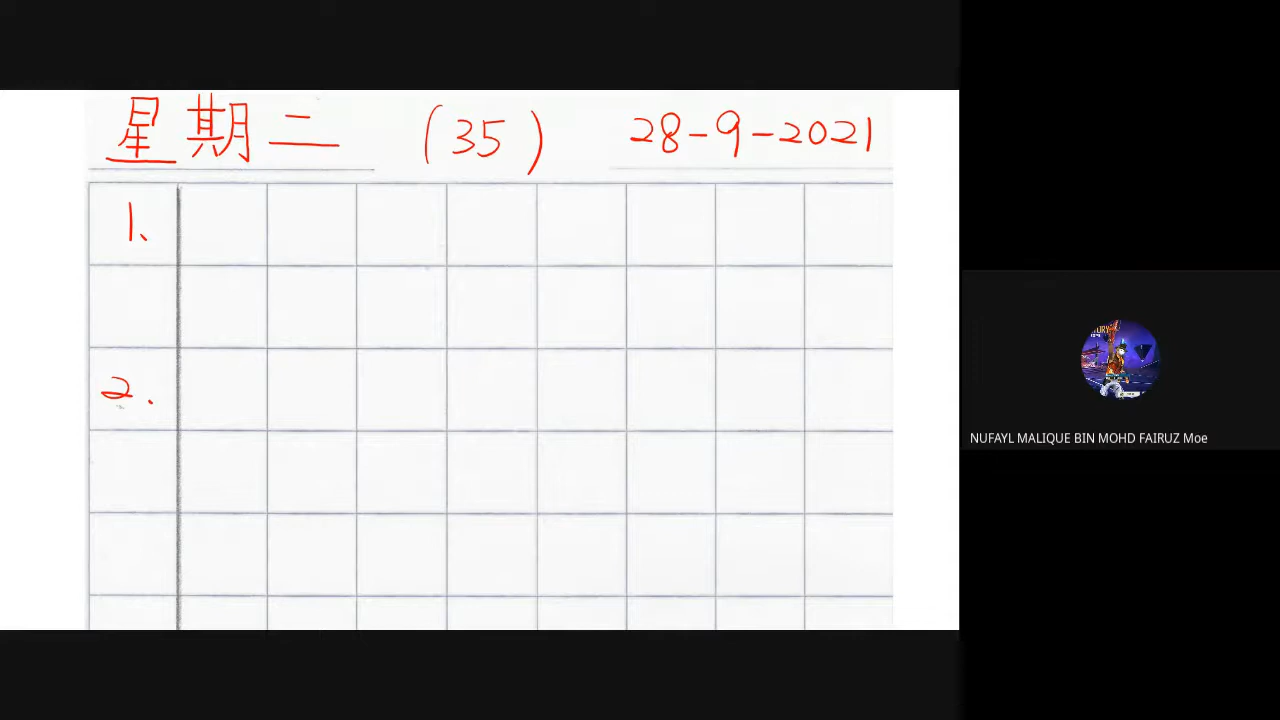 星期二 (35) 28-9-2021
1.
2.
NUFAYL MALIQUE BIN MOHD FAIRUZ Moe